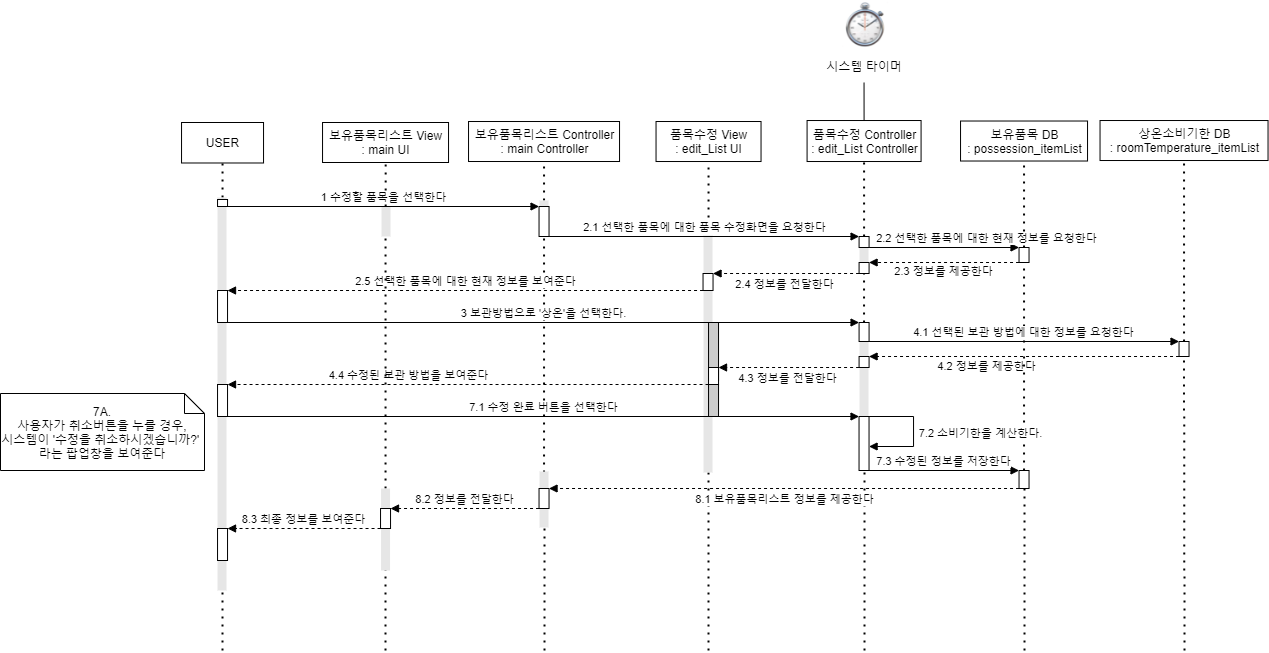 시스템 타이머
USER
보유품목리스트 View
: main UI
보유품목리스트 Controller
: main Controller
품목수정 View
: edit_List UI
품목수정 Controller
: edit_List Controller
보유품목 DB
: possession_itemList
상온소비기한 DB
: roomTemperature_itemList
1 수정할 품목을 선택한다
2.1 선택한 품목에 대한 품목 수정화면을 요청한다
2.2 선택한 품목에 대한 현재 정보를 요청한다
2.3 정보를 제공한다
2.4 정보를 전달한다
2.5 선택한 품목에 대한 현재 정보를 보여준다
3 보관방법으로 '상온'을 선택한다.
4.1 선택된 보관 방법에 대한 정보를 요청한다
4.2 정보를 제공한다
4.3 정보를 전달한다
4.4 수정된 보관 방법을 보여준다
7A.
사용자가 취소버튼을 누를 경우,
시스템이 '수정을 취소하시겠습니까?'
라는 팝업창을 보여준다
7.1 수정 완료 버튼을 선택한다
7.2 소비기한을 계산한다.
7.3 수정된 정보를 저장한다
8.1 보유품목리스트 정보를 제공한다
8.2 정보를 전달한다
8.3 최종 정보를 보여준다